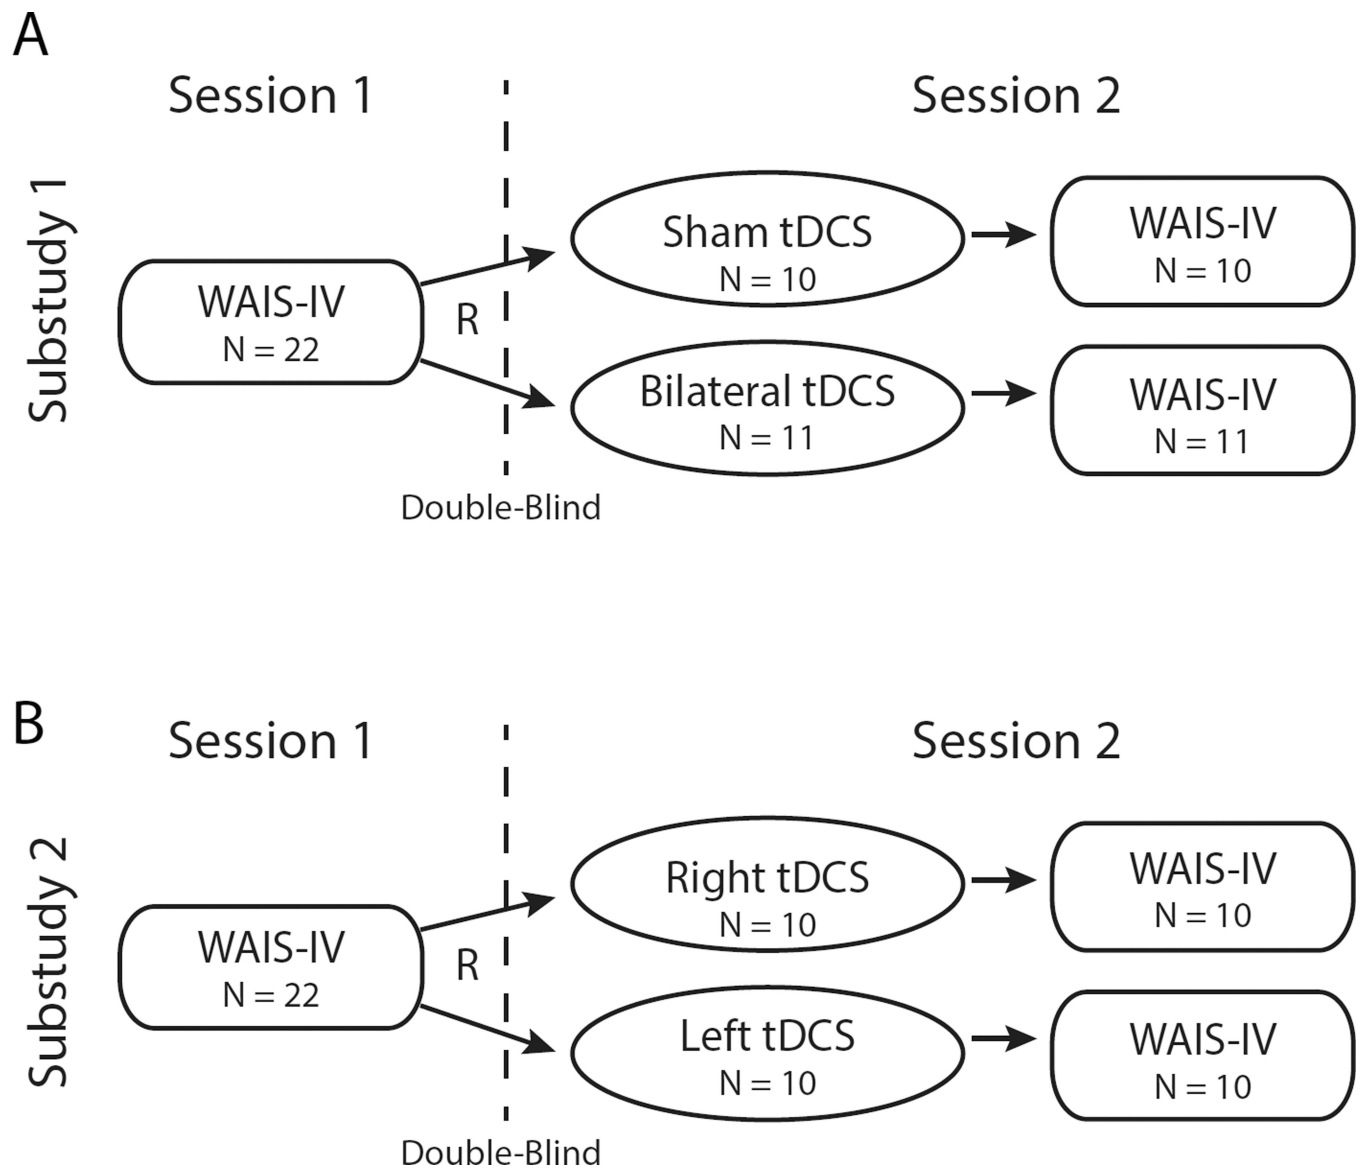 A
Session 1
Session 2
Substudy 1
WAIS-IV
N = 22
R
Sham tDCS
N = 10
WAIS-IV
N = 10
Bilateral tDCS
N = 11
WAIS-IV
N = 11
Double-Blind
B
Session 1
Session 2
Substudy 2
WAIS-IV
N = 22
R
Right tDCS
N = 10
WAIS-IV
N = 10
Left tDCS
N = 10
WAIS-IV
N = 10
Double-Blind